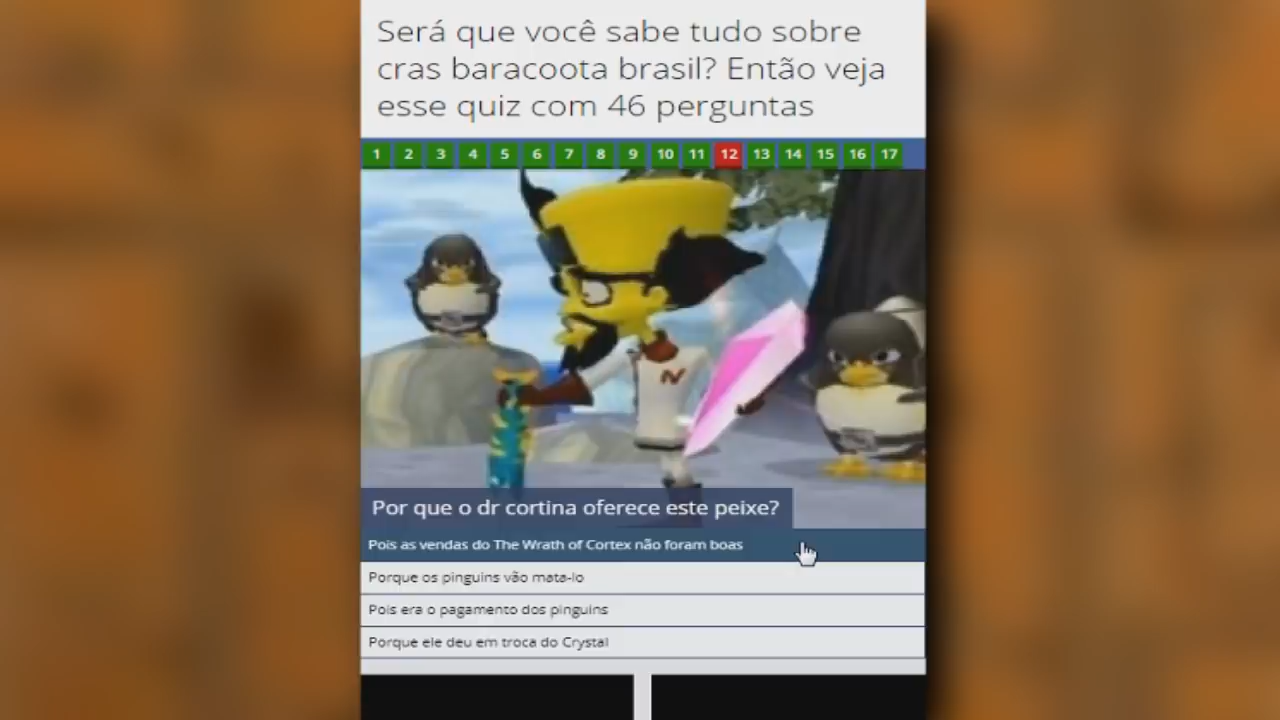 Será que você sabe tudo sobre
cras baracoota brasil? Então veja
esse quiz com 46 perguntas
1 2 3 4 5 6 7 8 9 10 11 12 13 14 15 16 17
N
Por que o dr cortina oferece este peixe?
Pois as vendas do The Wrath of Cortex não foram boas
Porque os pinguins vão mata-lo
Pois era o pagamento dos pinguins
Porque ele deu em troca do Crystal